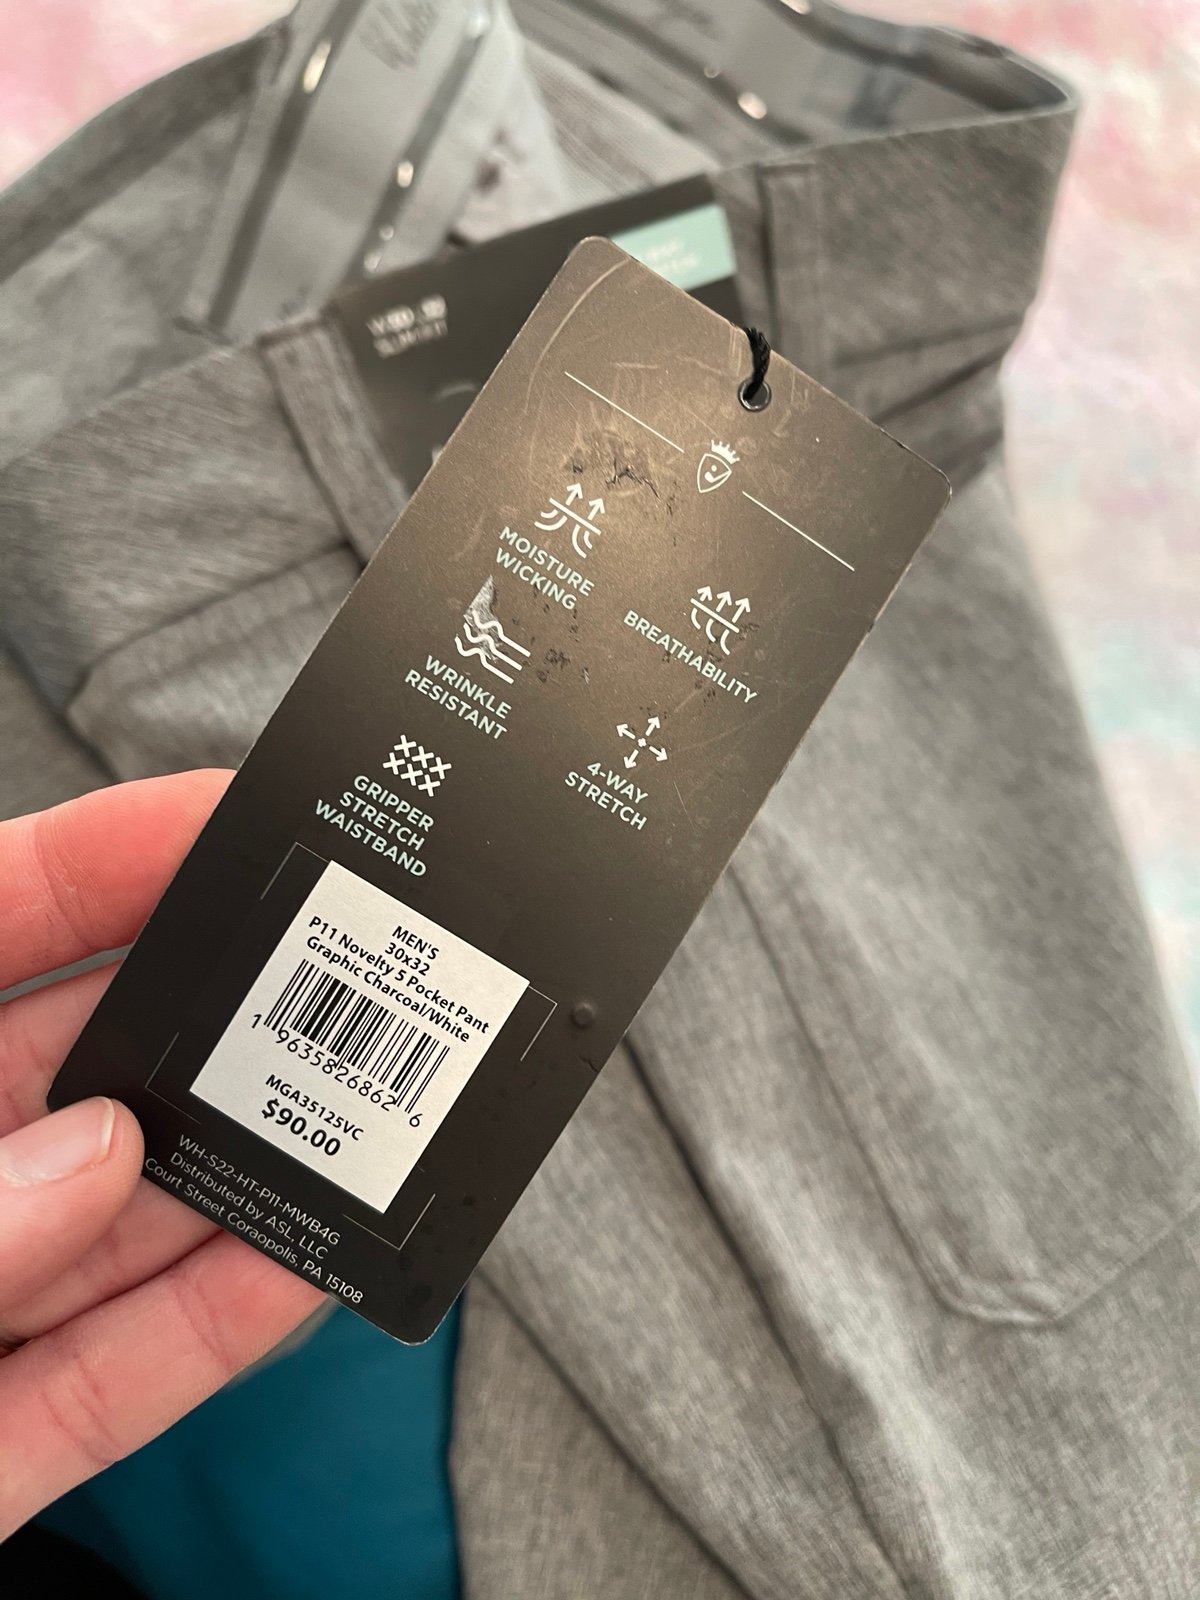 MOISTURE
WICKING
BREATHABILITY
WRINKLE
RESISTANT
4-WAY
STRETCH
GRIPPER
STRETCH
WAISTBAND
MEN'S
30x32
P11 Novelty 5 Pocket Pant
Graphic Charcoal/White
1 96358 26862 6
MGA35125VC
$90.00
WH-S22-HT-P11-MWB4G
Distributed by ASL, LLC
Court Street Coraopolis, PA 15108